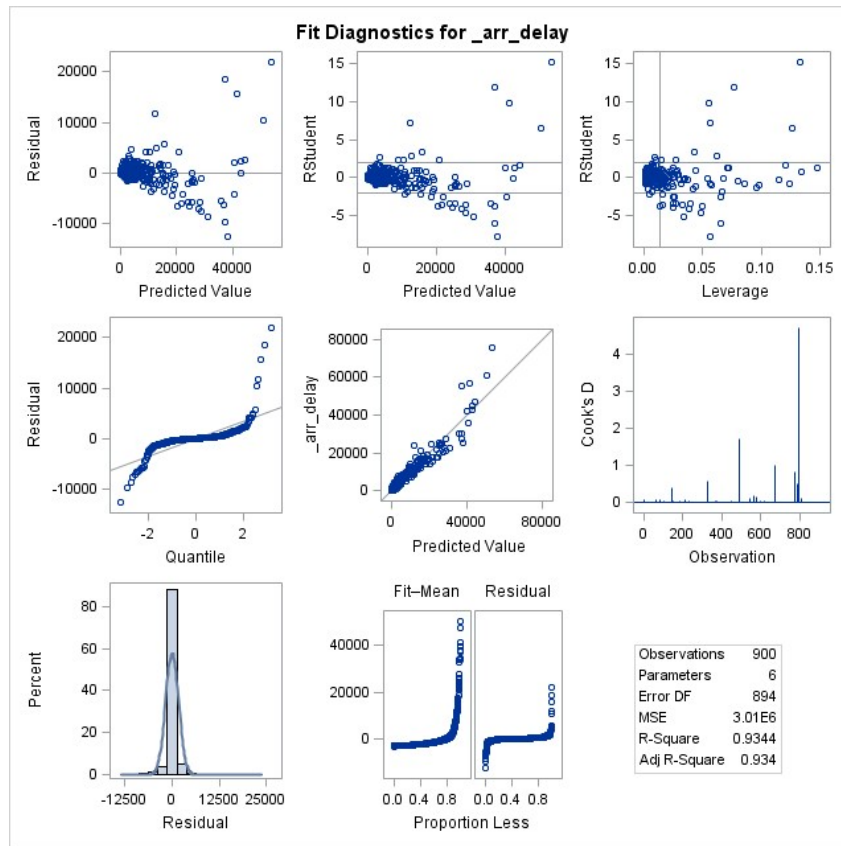 Fit Diagnostics for _arr_delay
20000
10000
0
-10000
Residual
0 20000 40000
Predicted Value
15
10
5
0
-5
RStudent
0 20000 40000
Predicted Value
15
10
5
0
-5
RStudent
0.00 0.05 0.10 0.15
Leverage
20000
10000
0
-10000
Residual
-2 0 2
Quantile
80000
60000
40000
20000
0
_arr_delay
0 40000 80000
Predicted Value
4
3
2
1
0
Cook's D
0 200 400 600 800
Observation
80
60
40
20
0
Percent
-12500 0 12500 25000
Residual
Fit–Mean Residual
40000
20000
0
0.0 0.4 0.8 0.0 0.4 0.8
Proportion Less
Observations 900
Parameters 6
Error DF 894
MSE 3.01E6
R-Square 0.9344
Adj R-Square 0.934